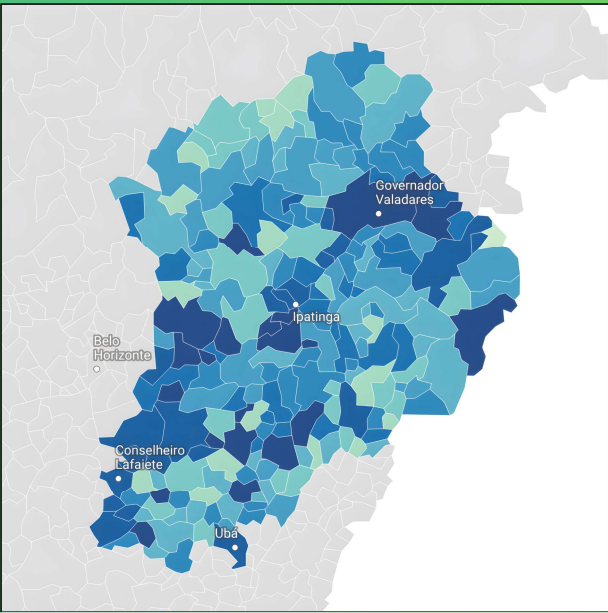 Governador
Valadares
Ipatinga
Belo
Horizonte
Conselheiro
Lafaiete
Ubá